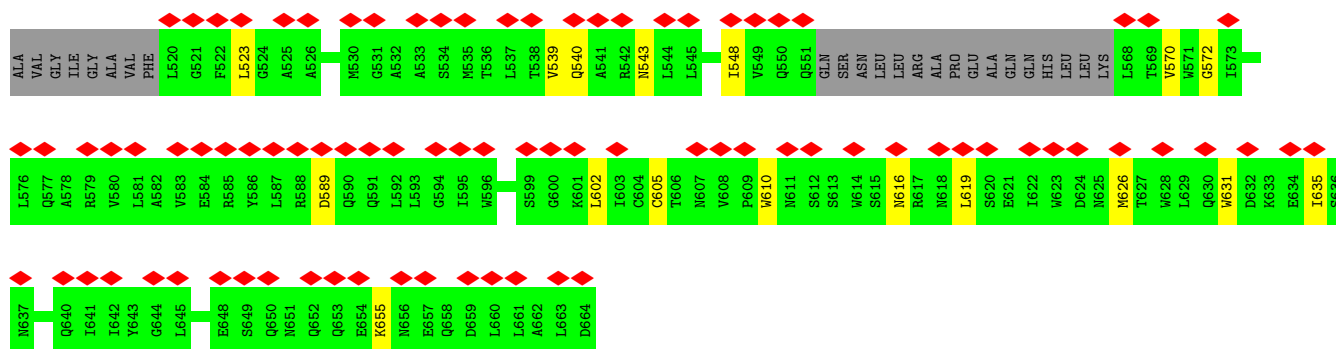 ALA VAL GLY ILE GLY ALA VAL PHE L520 G521 F522 L523 G524 A525 A526 M530 G531 A532 A533 S534 M535 T536 L537 T538 V539 Q540 A541 R542 N543 L544 L545 I548 V549 Q550 Q551 GLN SER ASN LEU LEU ARG ALA PRO GLU ALA GLN GLN HIS LEU LEU LYS L568 T569 V570 W571 G572 I573
L576 Q577 A578 R579 V580 L581 A582 V583 E584 R585 Y586 L587 R588 D589 Q590 Q591 L592 L593 G594 I595 W596 S599 G600 K601 L602 I603 C604 C605 T606 N607 V608 P609 W610 N611 S612 S613 W614 S615 N616 R617 N618 L619 S620 E621 I622 W623 D624 N625 M626 T627 W628 L629 Q630 W631 D632 K633 E634 I635 S636
N637 Q640 I641 I642 Y643 G644 L645 E648 S649 Q650 N651 Q652 Q653 E654 K655 N656 E657 Q658 D659 L660 L661 A662 L663 D664